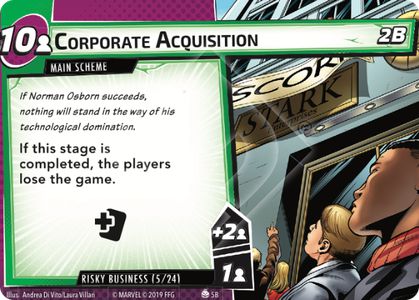 10
CORPORATE ACQUISITION
2B
MAIN SCHEME
If Norman Osborn succeeds,
nothing will stand in the way of his
technological domination.
If this stage is
completed, the players
lose the game.
SCOR
STARK
+2
1
RISKY BUSINESS (5/24)
Illus. Andrea Di Vito/Laura Villari
© MARVEL © 2019 FFG
5B